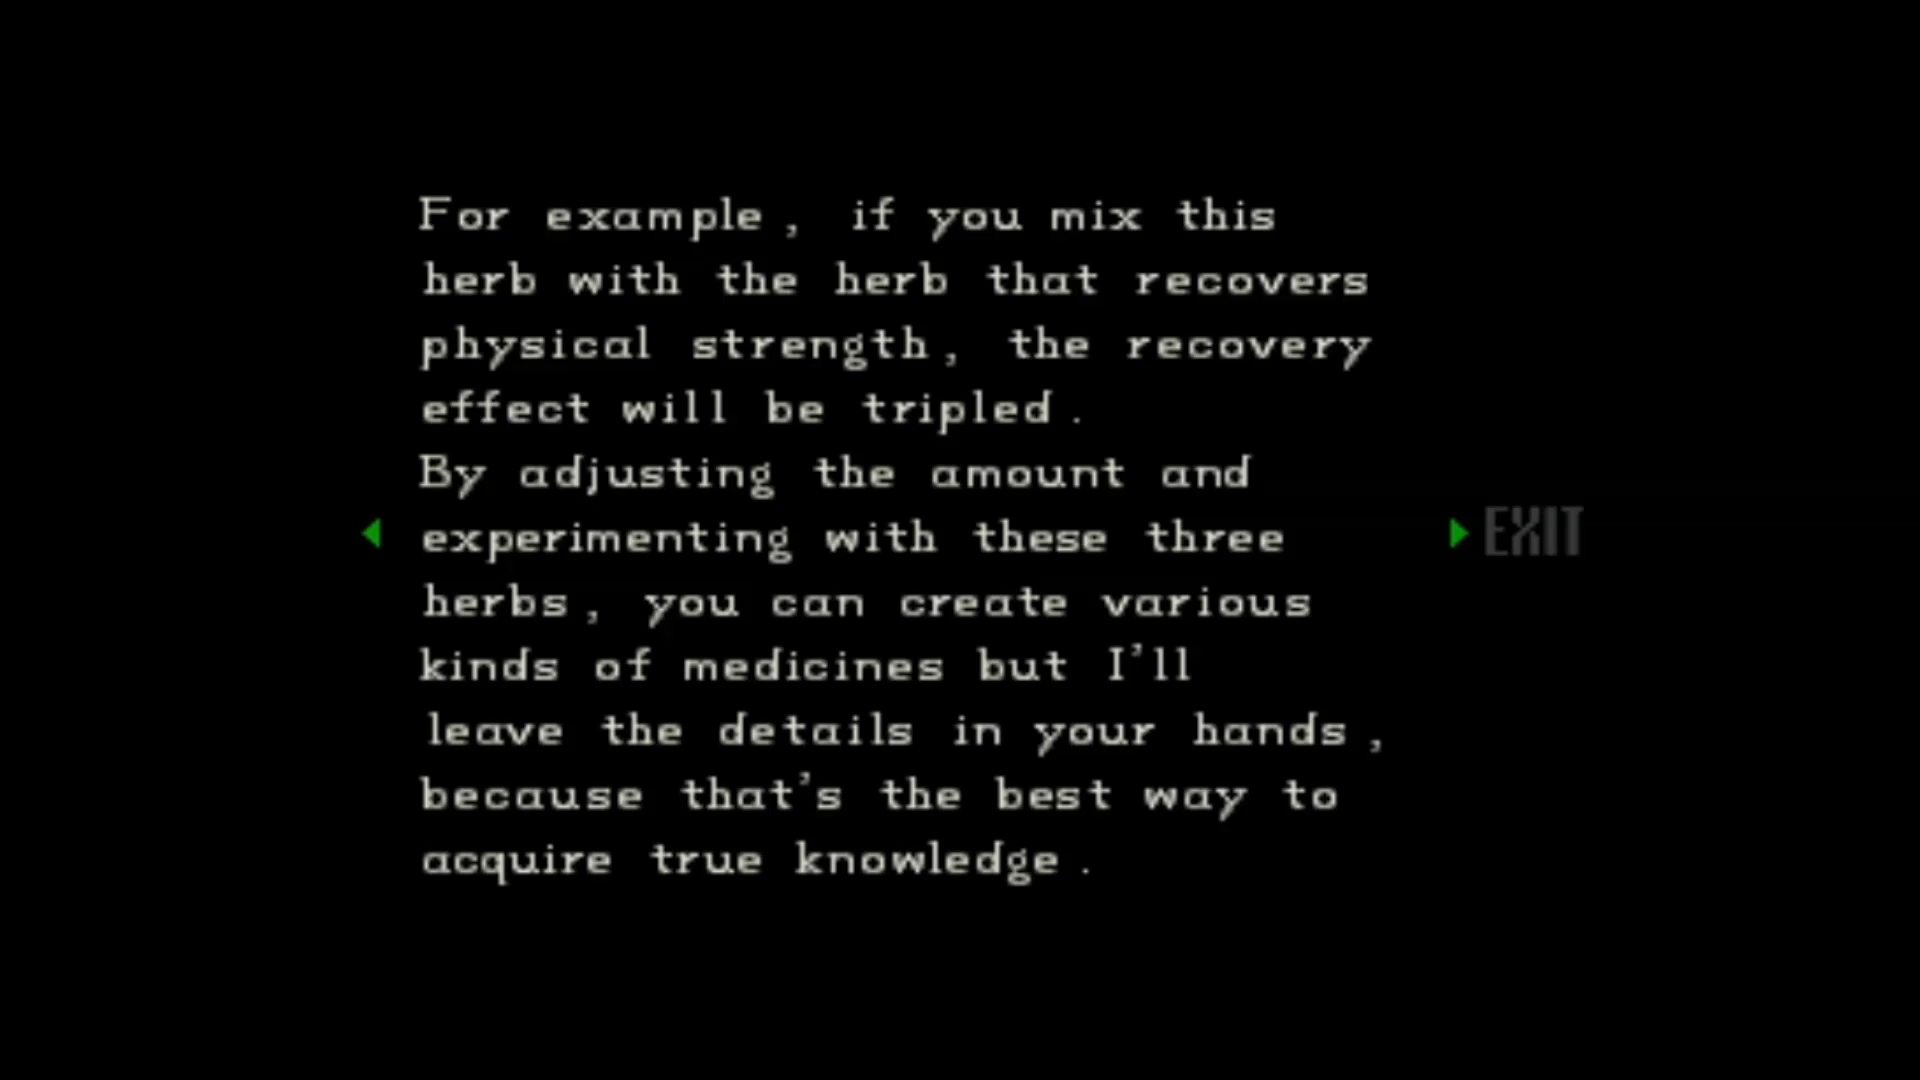 For example, if you mix this
herb with the herb that recovers
physical strength, the recovery
effect will be tripled.
By adjusting the amount and
experimenting with these three
herbs, you can create various
kinds of medicines but I'll
leave the details in your hands,
because that's the best way to
acquire true knowledge.
EXIT